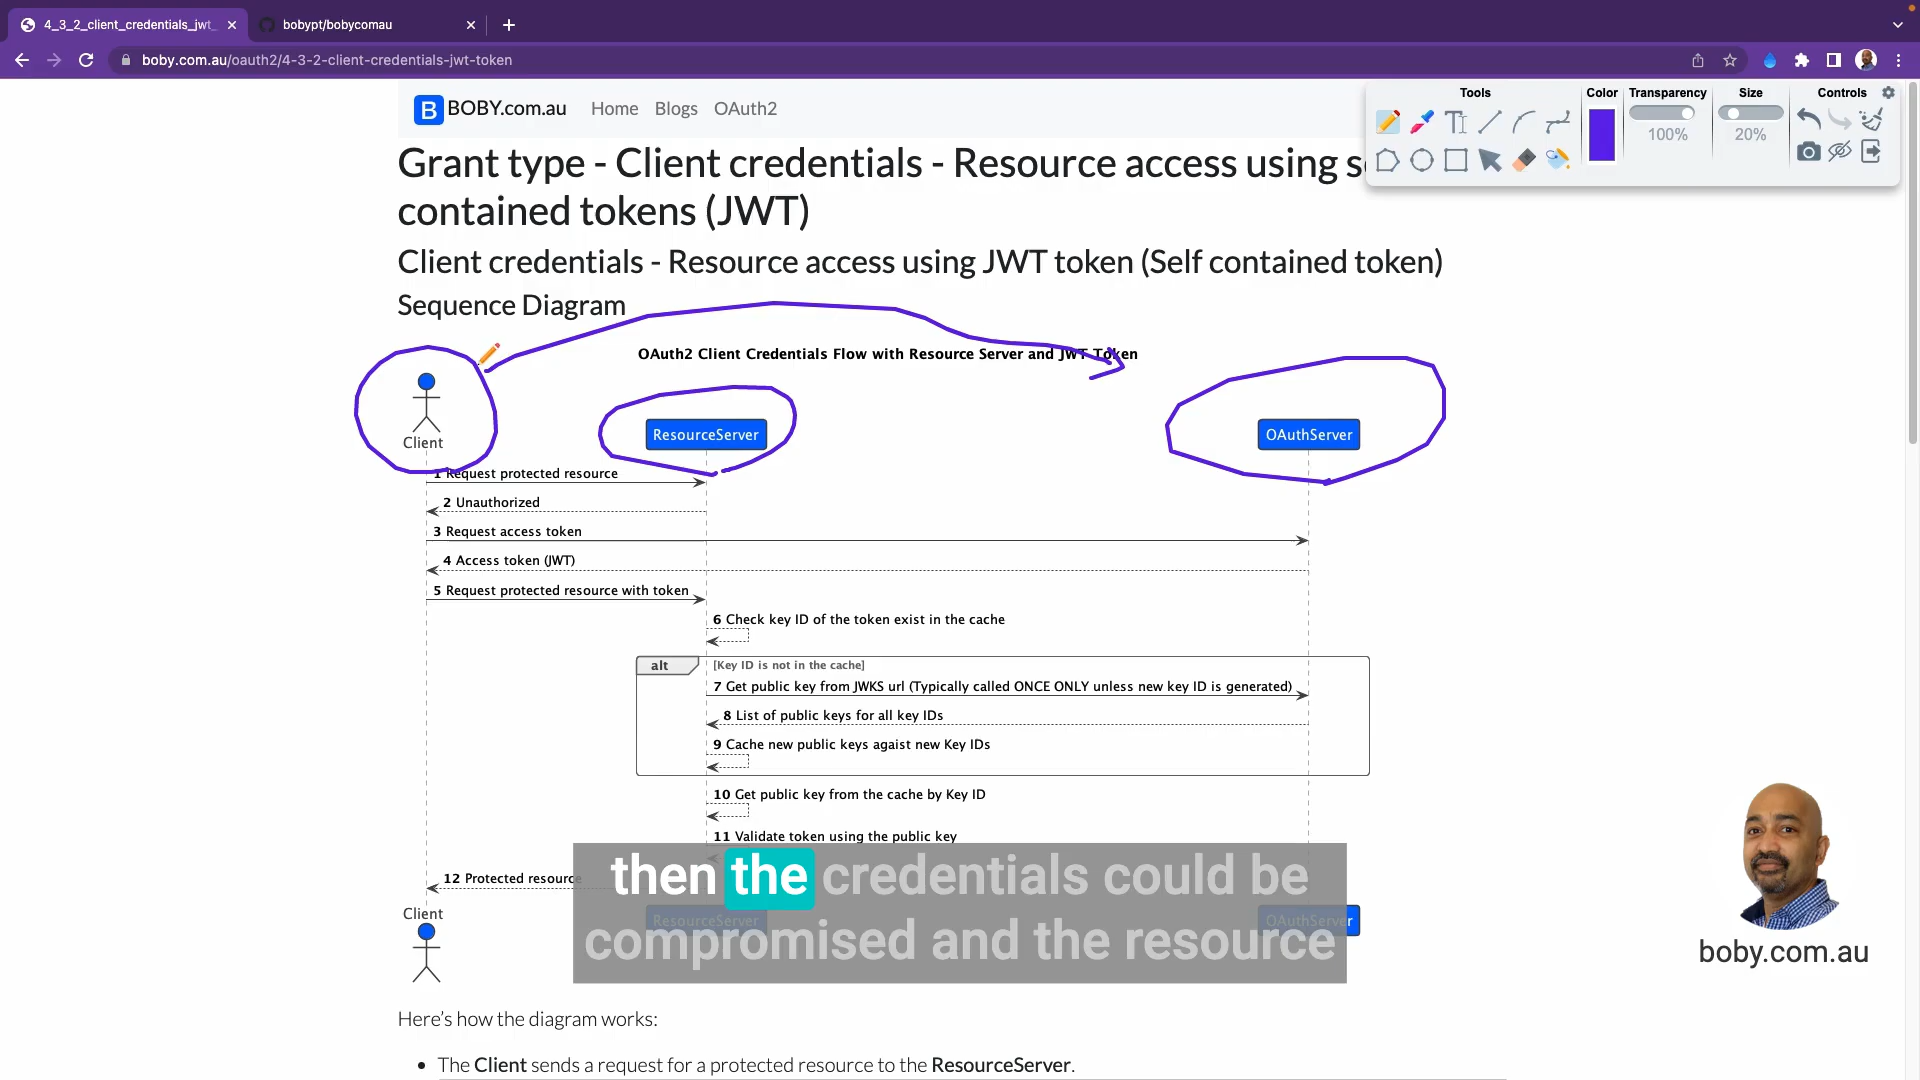 4_3_2_client_credentials_jwt_
bobypt/bobycomau
boby.com.au/oauth2/4-3-2-client-credentials-jwt-token
B BOBY.com.au Home Blogs OAuth2
Tools Color Transparency Size Controls
100% 20%
Grant type - Client credentials - Resource access using
contained tokens (JWT)
Client credentials - Resource access using JWT token (Self contained token)
Sequence Diagram
OAuth2 Client Credentials Flow with Resource Server and JWT Token
Client
ResourceServer
OAuthServer
1 Request protected resource
2 Unauthorized
3 Request access token
4 Access token (JWT)
5 Request protected resource with token
6 Check key ID of the token exist in the cache
alt [Key ID is not in the cache]
7 Get public key from JWKS url (Typically called ONCE ONLY unless new key ID is generated)
8 List of public keys for all key IDs
9 Cache new public keys agaist new Key IDs
10 Get public key from the cache by Key ID
11 Validate token using the public key
12 Protected resource
Client
ResourceServer
OAuthServer
then the credentials could be
compromised and the resource
boby.com.au
Here's how the diagram works:
• The Client sends a request for a protected resource to the ResourceServer.